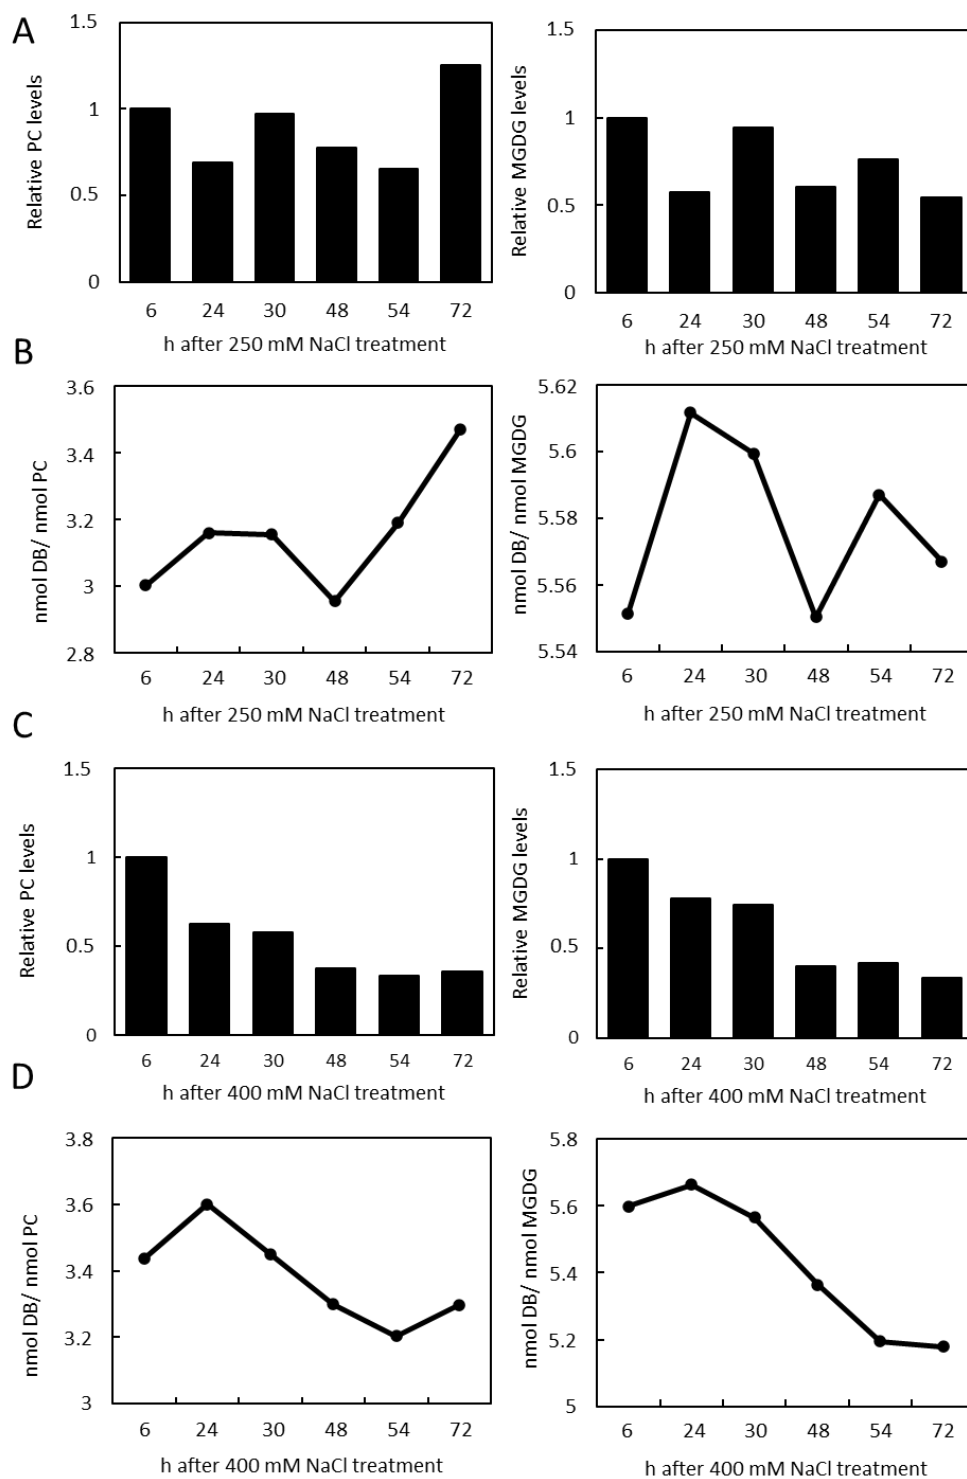 A
Relative PC levels
1.5
1
0.5
0
6 24 30 48 54 72
h after 250 mM NaCl treatment
Relative MGDG levels
1.5
1
0.5
0
6 24 30 48 54 72
h after 250 mM NaCl treatment
B
nmol DB/ nmol PC
3.6
3.4
3.2
3
2.8
6 24 30 48 54 72
h after 250 mM NaCl treatment
nmol DB/ nmol MGDG
5.62
5.6
5.58
5.56
5.54
6 24 30 48 54 72
h after 250 mM NaCl treatment
C
Relative PC levels
1.5
1
0.5
0
6 24 30 48 54 72
h after 400 mM NaCl treatment
Relative MGDG levels
1.5
1
0.5
0
6 24 30 48 54 72
h after 400 mM NaCl treatment
D
nmol DB/ nmol PC
3.8
3.6
3.4
3.2
3
6 24 30 48 54 72
h after 400 mM NaCl treatment
nmol DB/ nmol MGDG
5.8
5.6
5.4
5.2
5
6 24 30 48 54 72
h after 400 mM NaCl treatment